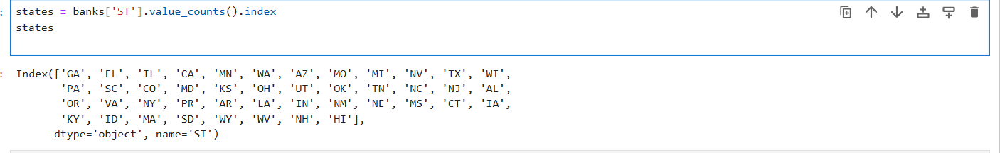 : states = banks['ST'].value_counts().index
states
: Index(['GA', 'FL', 'IL', 'CA', 'MN', 'WA', 'AZ', 'MO', 'MI', 'NV', 'TX', 'WI',
'PA', 'SC', 'CO', 'MD', 'KS', 'OH', 'UT', 'OK', 'TN', 'NC', 'NJ', 'AL',
'OR', 'VA', 'NY', 'PR', 'AR', 'LA', 'IN', 'NM', 'NE', 'MS', 'CT', 'IA',
'KY', 'ID', 'MA', 'SD', 'WY', 'WV', 'NH', 'HI'],
dtype='object', name='ST')